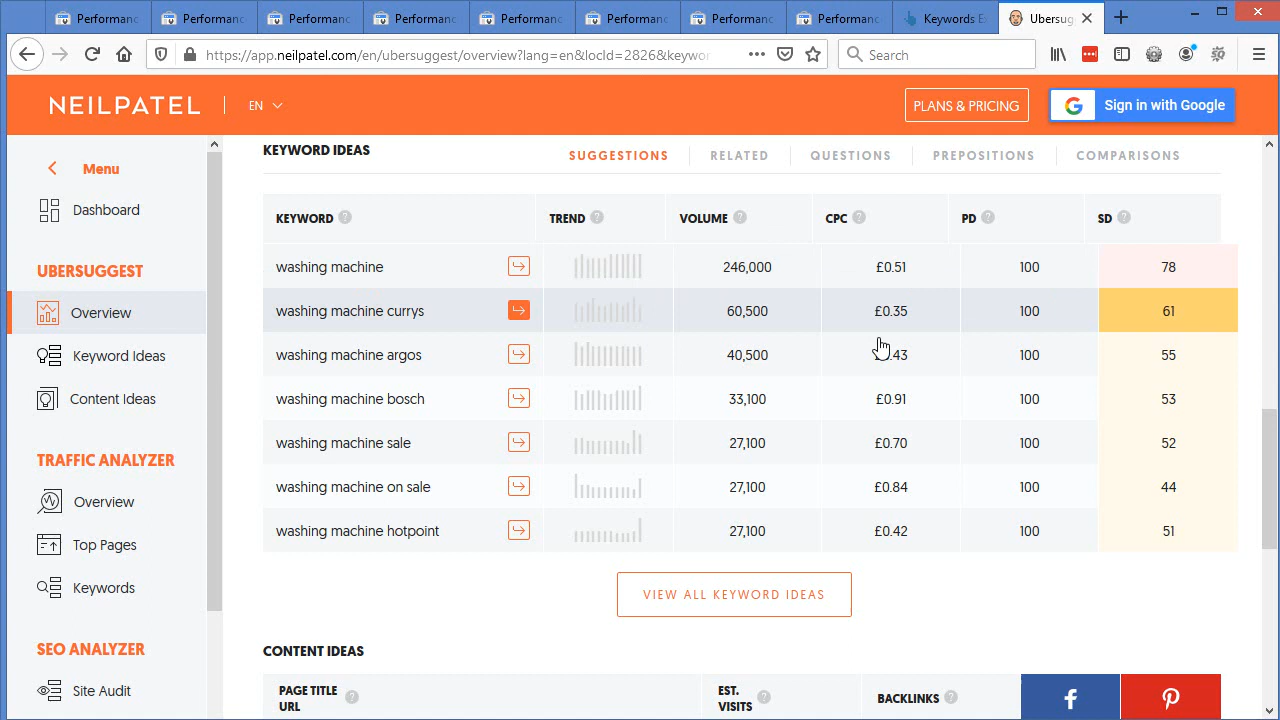 Performanc Performanc Performanc Performanc Performanc Performanc Performanc Performanc Keywords E Ubersugg
https://app.neilpatel.com/en/ubersuggest/overview?lang=en&locId=2826&keywor Search
NEILPATEL EN PLANS & PRICING Sign in with Google
Menu
Dashboard
UBERSUGGEST
Overview
Keyword Ideas
Content Ideas
TRAFFIC ANALYZER
Overview
Top Pages
Keywords
SEO ANALYZER
Site Audit
KEYWORD IDEAS SUGGESTIONS RELATED QUESTIONS PREPOSITIONS COMPARISONS
KEYWORD ? TREND ? VOLUME ? CPC ? PD ? SD ?
washing machine 246,000 £0.51 100 78
washing machine currys 60,500 £0.35 100 61
washing machine argos 40,500 .43 100 55
washing machine bosch 33,100 £0.91 100 53
washing machine sale 27,100 £0.70 100 52
washing machine on sale 27,100 £0.84 100 44
washing machine hotpoint 27,100 £0.42 100 51
VIEW ALL KEYWORD IDEAS
CONTENT IDEAS
PAGE TITLE
URL ?
EST.
VISITS ?
BACKLINKS ?